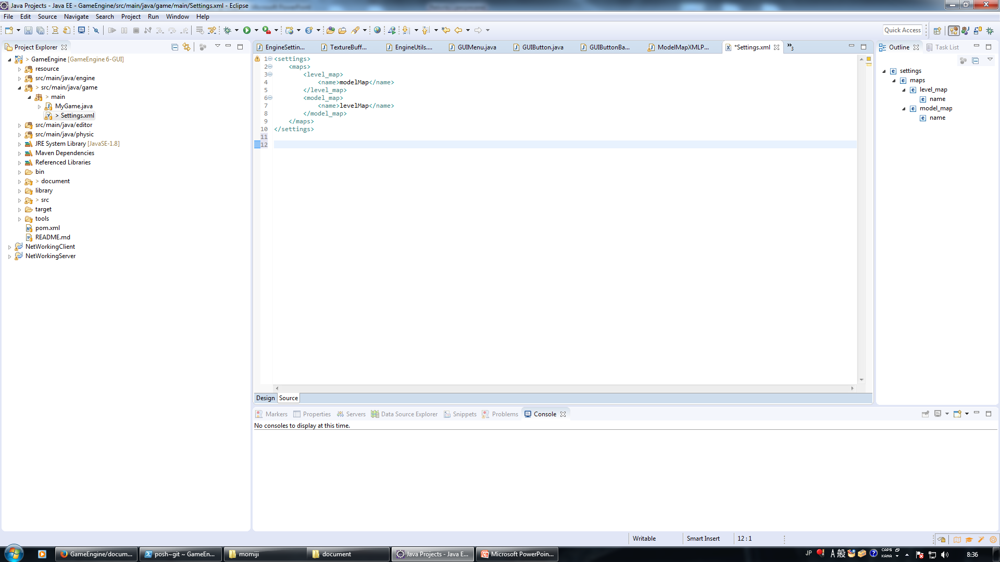 Java Projects - Java EE - GameEngine/src/main/java/game/main/Settings.xml - Eclipse
File Edit Source Navigate Search Project Run Window Help
Quick Access
Project Explorer
> GameEngine [GameEngine 6-GUI]
resource
src/main/java/engine
> src/main/java/game
> main
MyGame.java
> Settings.xml
src/main/java/editor
src/main/java/physic
JRE System Library [JavaSE-1.8]
Maven Dependencies
Referenced Libraries
bin
> document
library
> src
target
tools
pom.xml
README.md
NetWorkingClient
NetWorkingServer
EngineSettin... TextureBuff... EngineUtils.... GUIMenu.java GUIButton.java GUIButtonBa... ModelMapXMLP... *Settings.xml »3
1 <settings>
2 <maps>
3 <level_map>
4 <name>modelMap</name>
5 </level_map>
6 <model_map>
7 <name>levelMap</name>
8 </model_map>
9 </maps>
10 </settings>
11
12
Design Source
Outline Task List
settings
maps
level_map
name
model_map
name
Markers Properties Servers Data Source Explorer Snippets Problems Console
No consoles to display at this time.
Writable Smart Insert 12 : 1
GameEngine/docum... posh~git ~ GameEn... momiji document Java Projects - Java E... Microsoft PowerPoin...
JP A 般 CAPS KANA 8:36